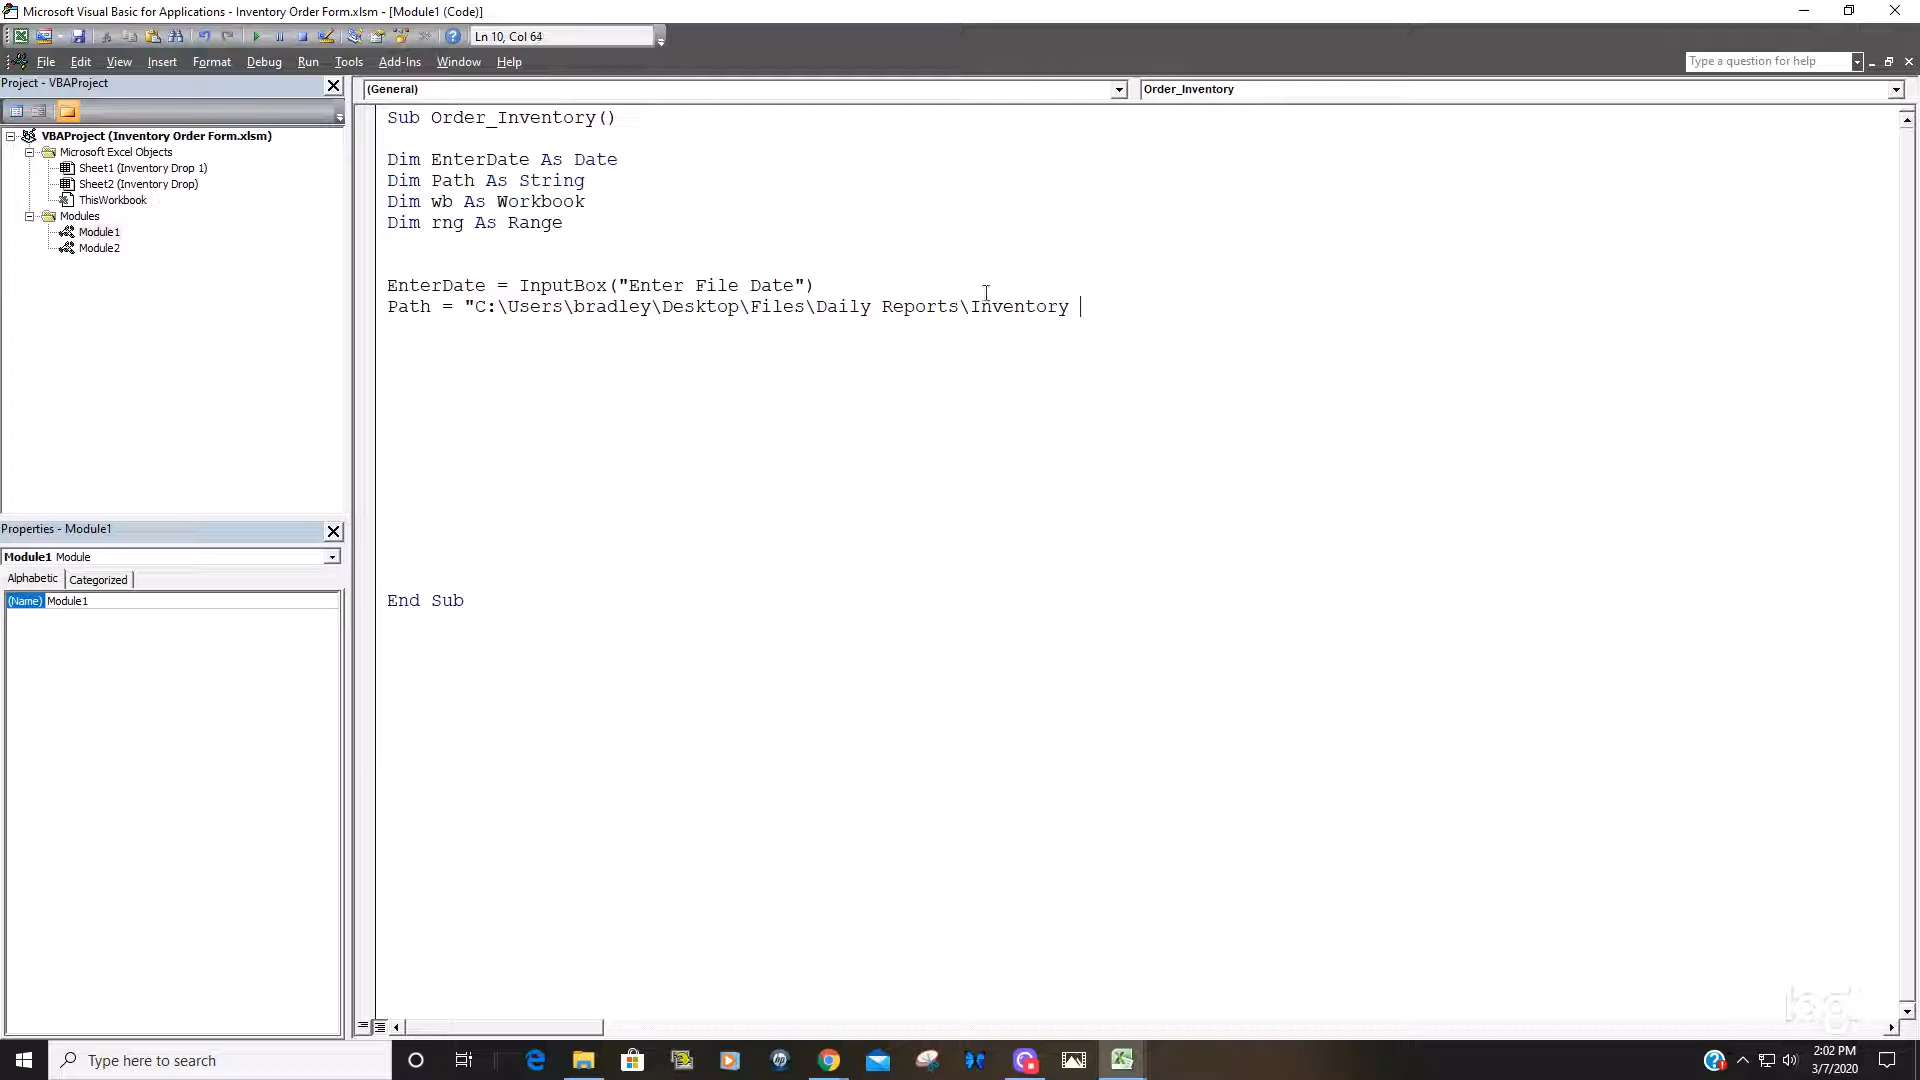 Microsoft Visual Basic for Applications - Inventory Order Form.xlsm - [Module1 (Code)]
Ln 10, Col 64
File Edit View Insert Format Debug Run Tools Add-Ins Window Help
Type a question for help
Project - VBAProject
(General)
Order_Inventory
VBAProject (Inventory Order Form.xlsm)
Microsoft Excel Objects
Sheet1 (Inventory Drop 1)
Sheet2 (Inventory Drop)
ThisWorkbook
Modules
Module1
Module2
Sub Order_Inventory()
Dim EnterDate As Date
Dim Path As String
Dim wb As Workbook
Dim rng As Range
EnterDate = InputBox("Enter File Date")
Path = "C:\Users\bradley\Desktop\Files\Daily Reports\Inventory
End Sub
Properties - Module1
Module1 Module
Alphabetic Categorized
(Name) Module1
Type here to search
2:02 PM
3/7/2020